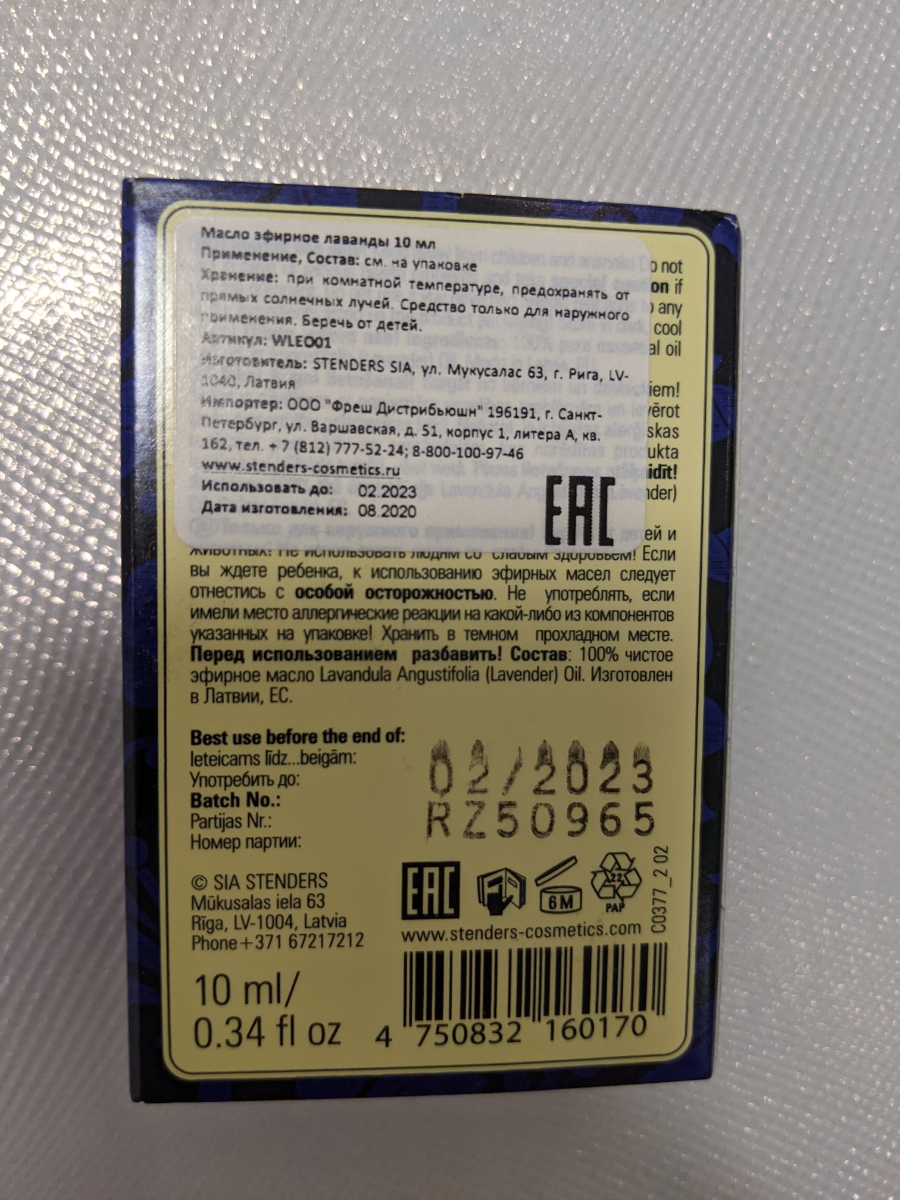 Масло эфирное лаванды 10 мл
Применение, Состав: см. на упаковке
Хранение: при комнатной температуре, предохранять от
прямых солнечных лучей. Средство только для наружного
применения. Беречь от детей.
Артикул: WLEO01
Изготовитель: STENDERS SIA, ул. Мукусалас 63, г. Рига, LV-
1040, Латвия
Импортер: ООО "Фреш Дистрибьюшн" 196191, г. Санкт-
Петербург, ул. Варшавская, д. 51, корпус 1, литера А, кв.
162, тел. + 7 (812) 777-52-24; 8-800-100-97-46
www.stenders-cosmetics.ru
Использовать до: 02.2023
Дата изготовления: 08.2020
EAC
Do not
if
any
cool
oil
животных! Не использовать людям со слабым здоровьем! Если
вы ждете ребенка, к использованию эфирных масел следует
отнестись с особой осторожностью. Не употреблять, если
имели место аллергические реакции на какой-либо из компонентов
указанных на упаковке! Хранить в темном прохладном месте.
Перед использованием разбавить! Состав: 100% чистое
эфирное масло Lavandula Angustifolia (Lavender) Oil. Изготовлен
в Латвии, ЕС.
Best use before the end of:
Ieteicams līdz...beigām:
Употребить до:
02/2023
Batch No.:
Partijas Nr.:
Номер партии:
RZ50965
© SIA STENDERS
Mūkusalas iela 63
Rīga, LV-1004, Latvia
Phone+371 67217212
EAC
6 M
22
PAP
C0377_2 02
www.stenders-cosmetics.com
10 ml/
0.34 fl oz
4 750832 160170